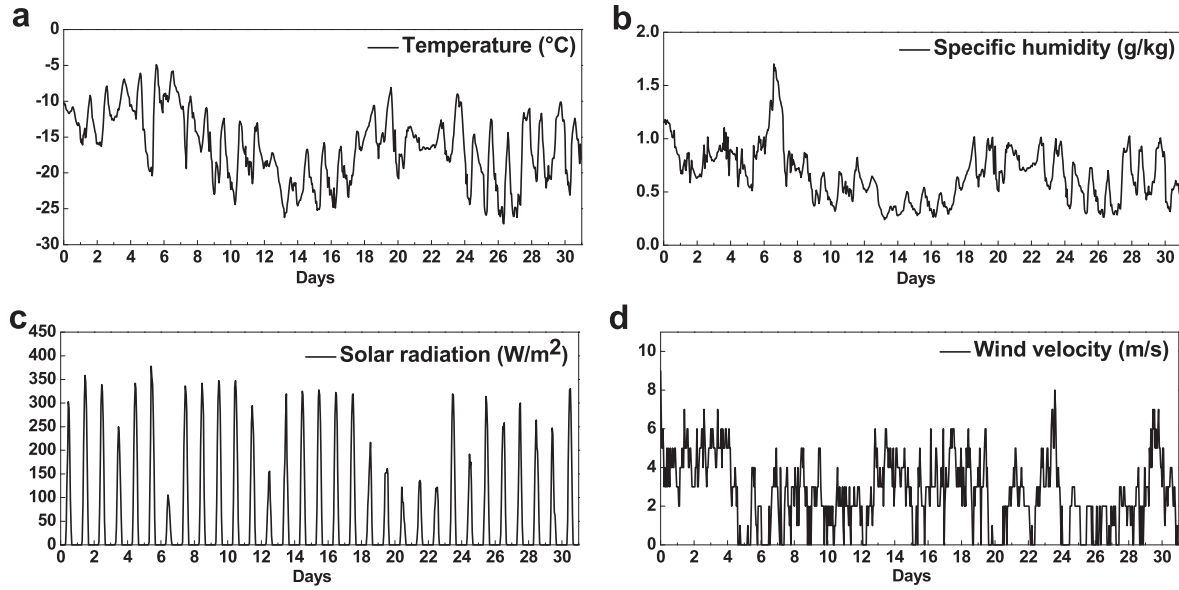 a
Temperature (°C)
0
-5
-10
-15
-20
-25
-30
0 2 4 6 8 10 12 14 16 18 20 22 24 26 28 30
Days
b
Specific humidity (g/kg)
2.0
1.5
1.0
0.5
0.0
0 2 4 6 8 10 12 14 16 18 20 22 24 26 28 30
Days
c
Solar radiation (W/m²)
450
400
350
300
250
200
150
100
50
0
0 2 4 6 8 10 12 14 16 18 20 22 24 26 28 30
Days
d
Wind velocity (m/s)
10
8
6
4
2
0
0 2 4 6 8 10 12 14 16 18 20 22 24 26 28 30
Days